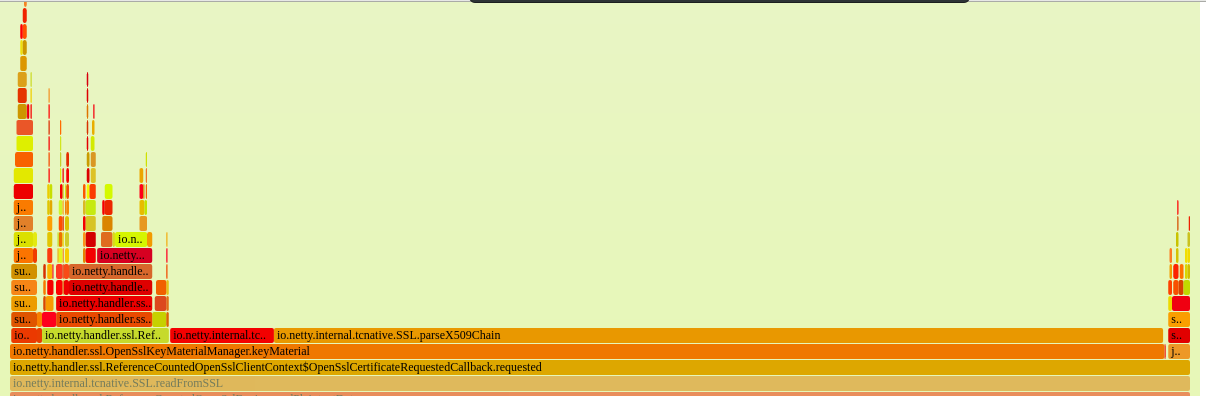 j..
j..
j.. io.n..
j.. io.netty...
su.. io.netty.handle..
su.. io.netty.handle..
su.. io.netty.handler.ss..
su.. io.netty.handler.ss.. s..
io.. io.netty.handler.ssl.Ref.. io.netty.internal.tc.. io.netty.internal.tcnative.SSL.parseX509Chain s..
io.netty.handler.ssl.OpenSslKeyMaterialManager.keyMaterial j..
io.netty.handler.ssl.ReferenceCountedOpenSslClientContext$OpenSslCertificateRequestedCallback.requested
io.netty.internal.tcnative.SSL.readFromSSL